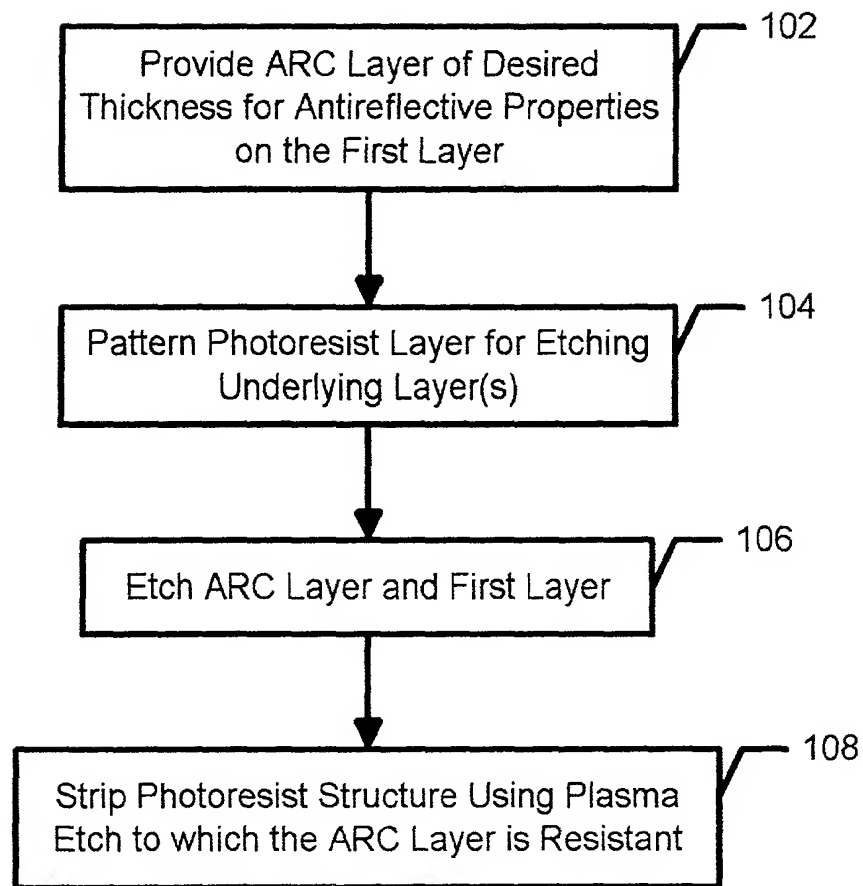 102
Provide ARC Layer of Desired
Thickness for Antireflective Properties
on the First Layer
104
Pattern Photoresist Layer for Etching
Underlying Layer(s)
106
Etch ARC Layer and First Layer
108
Strip Photoresist Structure Using Plasma
Etch to which the ARC Layer is Resistant